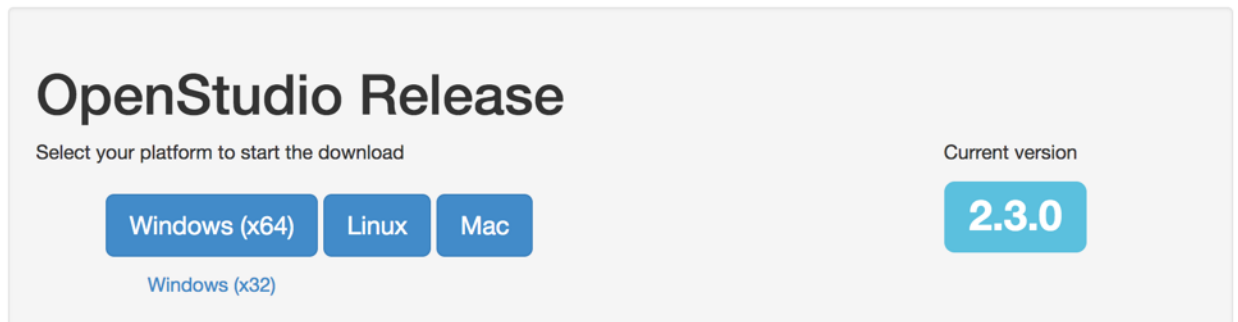 OpenStudio Release
Select your platform to start the download
Current version
Windows (x64) Linux Mac
2.3.0
Windows (x32)